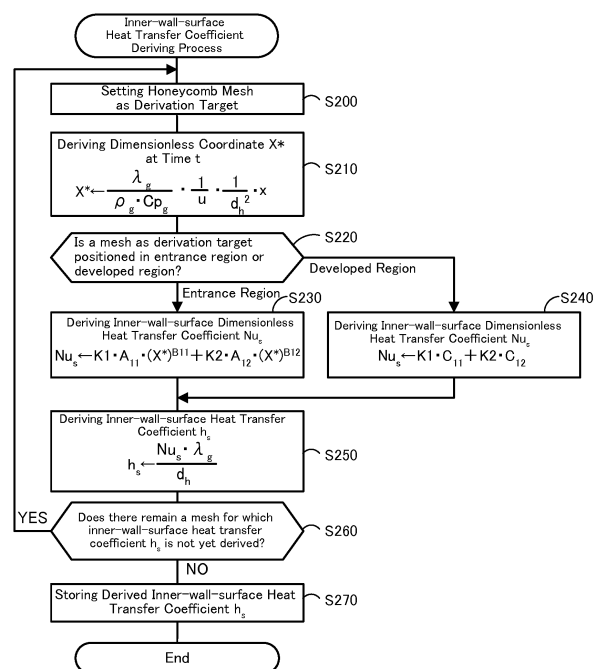 Inner-wall-surface
Heat Transfer Coefficient
Deriving Process
Setting Honeycomb Mesh
as Derivation Target
S200
Deriving Dimensionless Coordinate X*
at Time t
X*←λg/(ρg・Cpg)・1/u・1/dh²・x
S210
Is a mesh as derivation target
positioned in entrance region or
developed region?
S220
Developed Region
Entrance Region
S230
Deriving Inner-wall-surface Dimensionless
Heat Transfer Coefficient Nus
Nus←K1・A11・(X*)B11+K2・A12・(X*)B12
S240
Deriving Inner-wall-surface Dimensionless
Heat Transfer Coefficient Nus
Nus←K1・C11+K2・C12
Deriving Inner-wall-surface Heat Transfer
Coefficient hs
hs←Nus・λg/dh
S250
YES
Does there remain a mesh for which
inner-wall-surface heat transfer
coefficient hs is not yet derived?
S260
NO
Storing Derived Inner-wall-surface Heat
Transfer Coefficient hs
S270
End